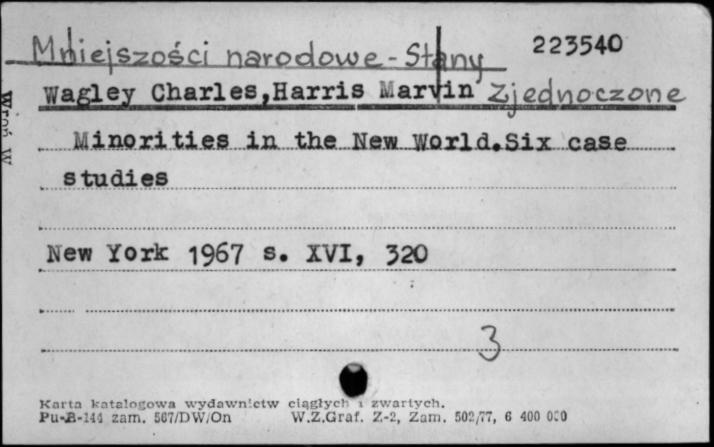 Mniejszości narodowe - Stany 223540
Wagley Charles,Harris Marvin Zjednoczone
Minorities in the New World.Six case
studies
New York 1967 s. XVI, 320
3
Karta katalogowa wydawnictw ciągłych i zwartych.
Pu-B-144 zam. 567/DW/On W.Z.Graf. Z-2, Zam. 502/77, 6 400 000